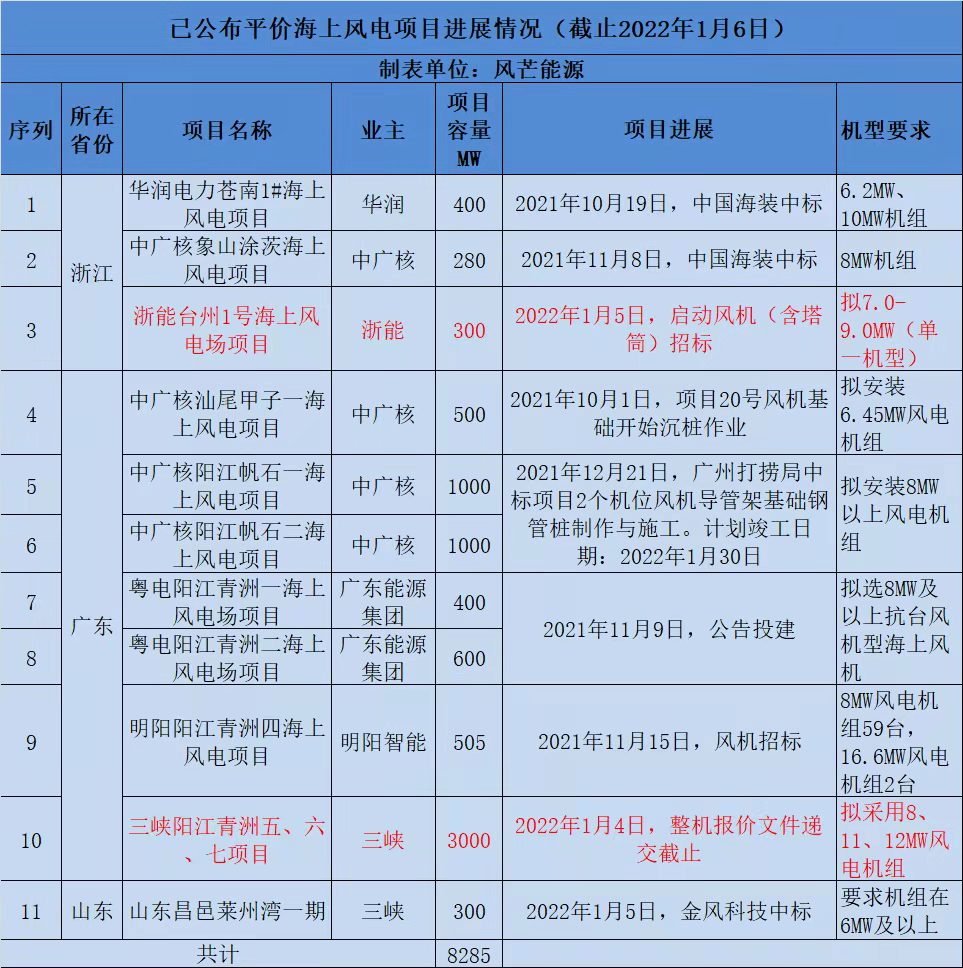 已公布平价海上风电项目进展情况（截止2022年1月6日）
制表单位：风芒能源
序列
所在
省份
项目名称
业主
项目
容量
MW
项目进展
机型要求
1
浙江
华润电力苍南1#海上
风电项目
华润
400
2021年10月19日，中国海装中标
6.2MW、
10MW机组
2
中广核象山涂茨海上
风电项目
中广核
280
2021年11月8日，中国海装中标
8MW机组
3
浙能台州1号海上风
电场项目
浙能
300
2022年1月5日，启动风机（含塔
筒）招标
拟7.0-
9.0MW（单
一机型）
4
广东
中广核汕尾甲子一海
上风电项目
中广核
500
2021年10月1日，项目20号风机基
础开始沉桩作业
拟安装
6.45MW风电
机组
5
中广核阳江帆石一海
上风电项目
中广核
1000
2021年12月21日，广州打捞局中
标项目2个机位风机导管架基础钢
管桩制作与施工。计划竣工日
期：2022年1月30日
拟安装8MW
以上风电机
组
6
中广核阳江帆石二海
上风电项目
中广核
1000
7
粤电阳江青洲一海上
风电场项目
广东能源
集团
400
2021年11月9日，公告投建
拟选8MW及
以上抗台风
机型海上风
机
8
粤电阳江青洲二海上
风电场项目
广东能源
集团
600
9
明阳阳江青洲四海上
风电项目
明阳智能
505
2021年11月15日，风机招标
8MW风电机
组59台，
16.6MW风电
机组2台
10
三峡阳江青洲五、六
、七项目
三峡
3000
2022年1月4日，整机报价文件递
交截止
拟采用8、
11、12MW风
电机组
11
山东
山东昌邑莱州湾一期
三峡
300
2022年1月5日，金风科技中标
要求机组在
6MW及以上
共计
8285